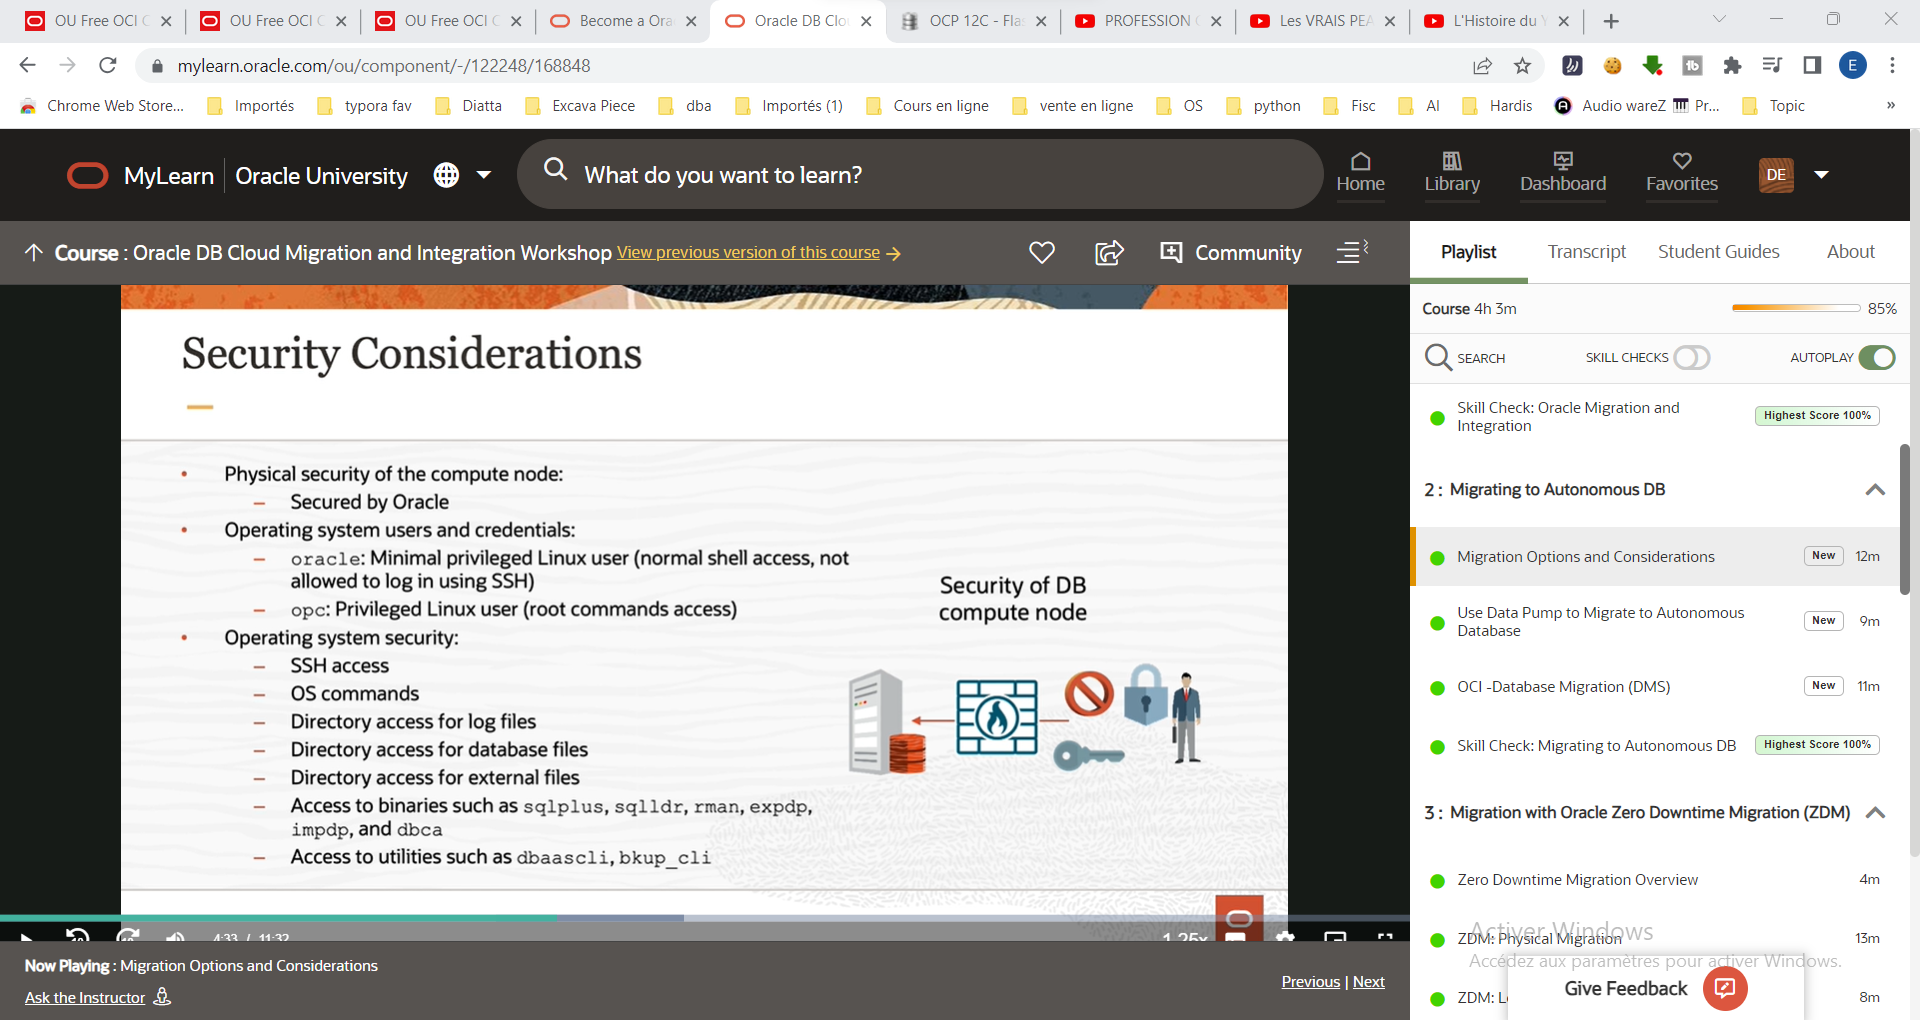 OU Free OCI C
OU Free OCI C
OU Free OCI C
Become a Ora
Oracle DB Clo
OCP 12C - Fla
PROFESSION
Les VRAIS PEA
L'Histoire du Y
mylearn.oracle.com/ou/component/-/122248/168848
E
Chrome Web Store...
Importés
typora fav
Diatta
Excava Piece
dba
Importés (1)
Cours en ligne
vente en ligne
OS
python
Fisc
AI
Hardis
Audio wareZ
Pr...
Topic
»
MyLearn
Oracle University
What do you want to learn?
Home
Library
Dashboard
Favorites
DE
Course : Oracle DB Cloud Migration and Integration Workshop View previous version of this course →
Community
Playlist
Transcript
Student Guides
About
Course 4h 3m
85%
SEARCH
SKILL CHECKS
AUTOPLAY
Security Considerations
• Physical security of the compute node:
– Secured by Oracle
• Operating system users and credentials:
– oracle: Minimal privileged Linux user (normal shell access, not
allowed to log in using SSH)
– opc: Privileged Linux user (root commands access)
• Operating system security:
– SSH access
– OS commands
– Directory access for log files
– Directory access for database files
– Directory access for external files
– Access to binaries such as sqlplus, sqlldr, rman, expdp,
impdp, and dbca
– Access to utilities such as dbaascli, bkup_cli
Security of DB
compute node
4:33 / 11:32
1.25x
Now Playing : Migration Options and Considerations
Ask the Instructor
Previous | Next
Skill Check: Oracle Migration and
Integration
Highest Score 100%
2 : Migrating to Autonomous DB
Migration Options and Considerations
New
12m
Use Data Pump to Migrate to Autonomous
Database
New
9m
OCI -Database Migration (DMS)
New
11m
Skill Check: Migrating to Autonomous DB
Highest Score 100%
3 : Migration with Oracle Zero Downtime Migration (ZDM)
Zero Downtime Migration Overview
4m
ZDM: Physical Migration
13m
Activer Windows
Accédez aux paramètres pour activer Windows.
ZDM: L
8m
Give Feedback